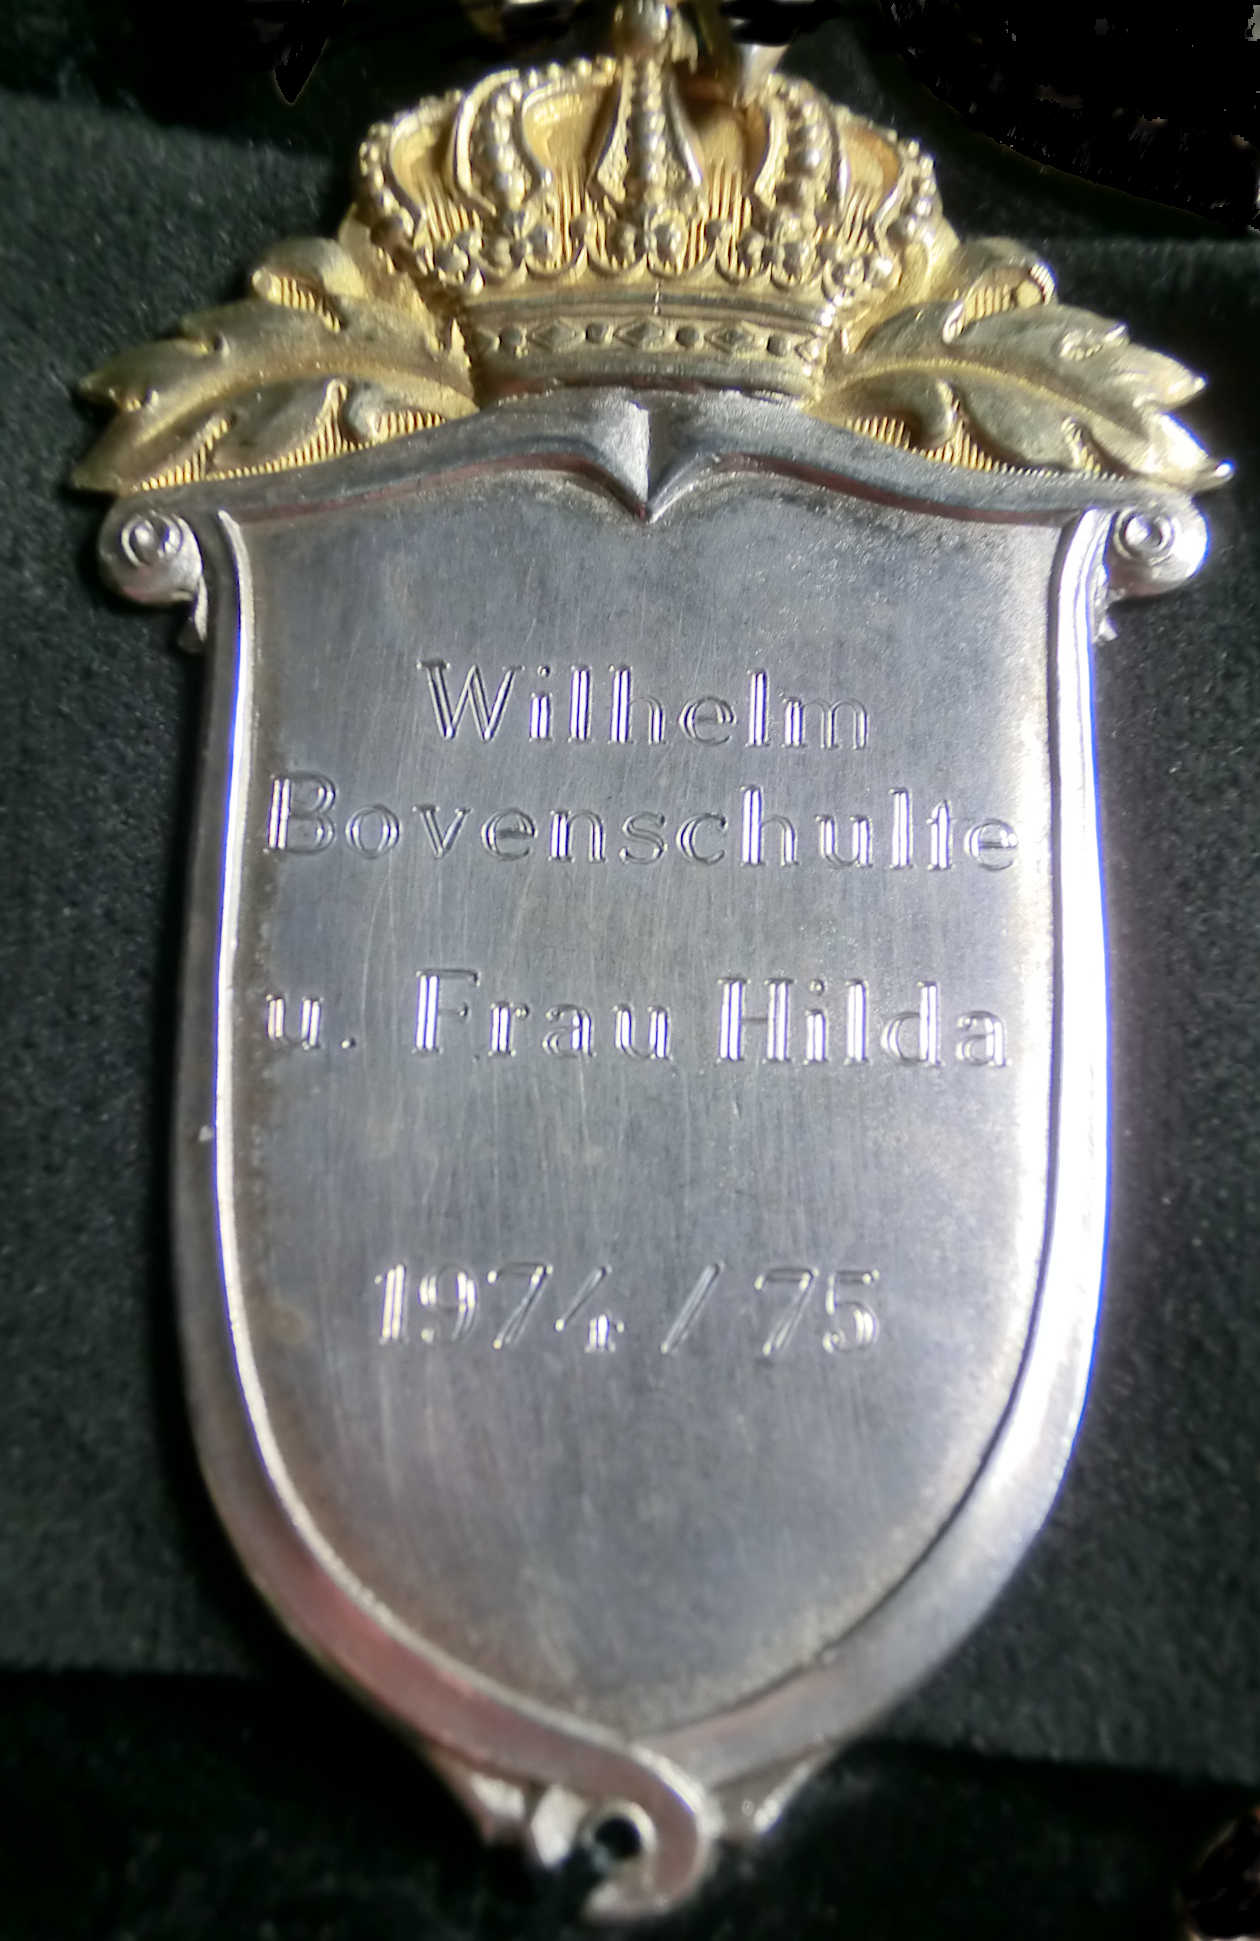 Wilhelm
Bovenschulte
u. Frau Hilda
1974 / 75